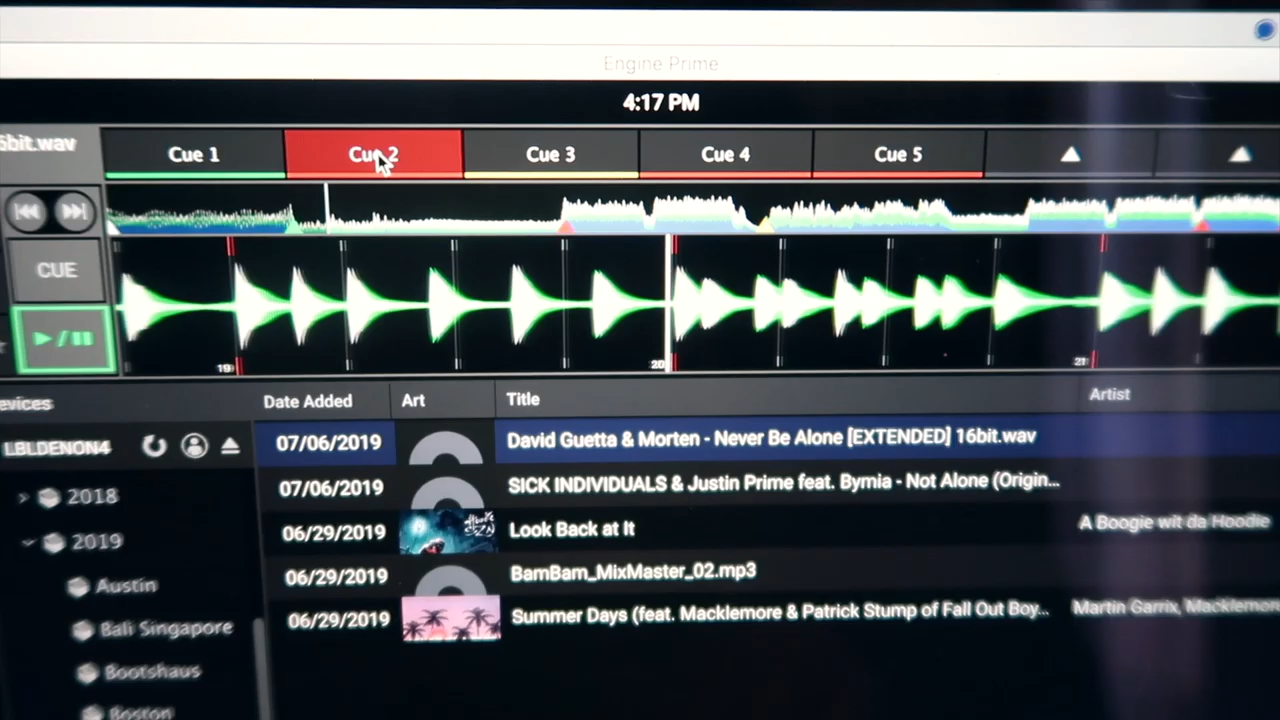 Engine Prime
4:17 PM
6bit.wav
Cue 1 Cue 2 Cue 3 Cue 4 Cue 5
CUE
19 20 21
evices Date Added Art Title Artist
LBLDENON4 07/06/2019 David Guetta & Morten - Never Be Alone [EXTENDED] 16bit.wav
2018 07/06/2019 SICK INDIVIDUALS & Justin Prime feat. Bymia - Not Alone (Origin...
2019 06/29/2019 Look Back at It A Boogie wit da Hoodie
Austin 06/29/2019 BamBam_MixMaster_02.mp3
Bali Singapore 06/29/2019 Summer Days (feat. Macklemore & Patrick Stump of Fall Out Boy... Martin Garrix, Macklemor
Bootshaus
Boston